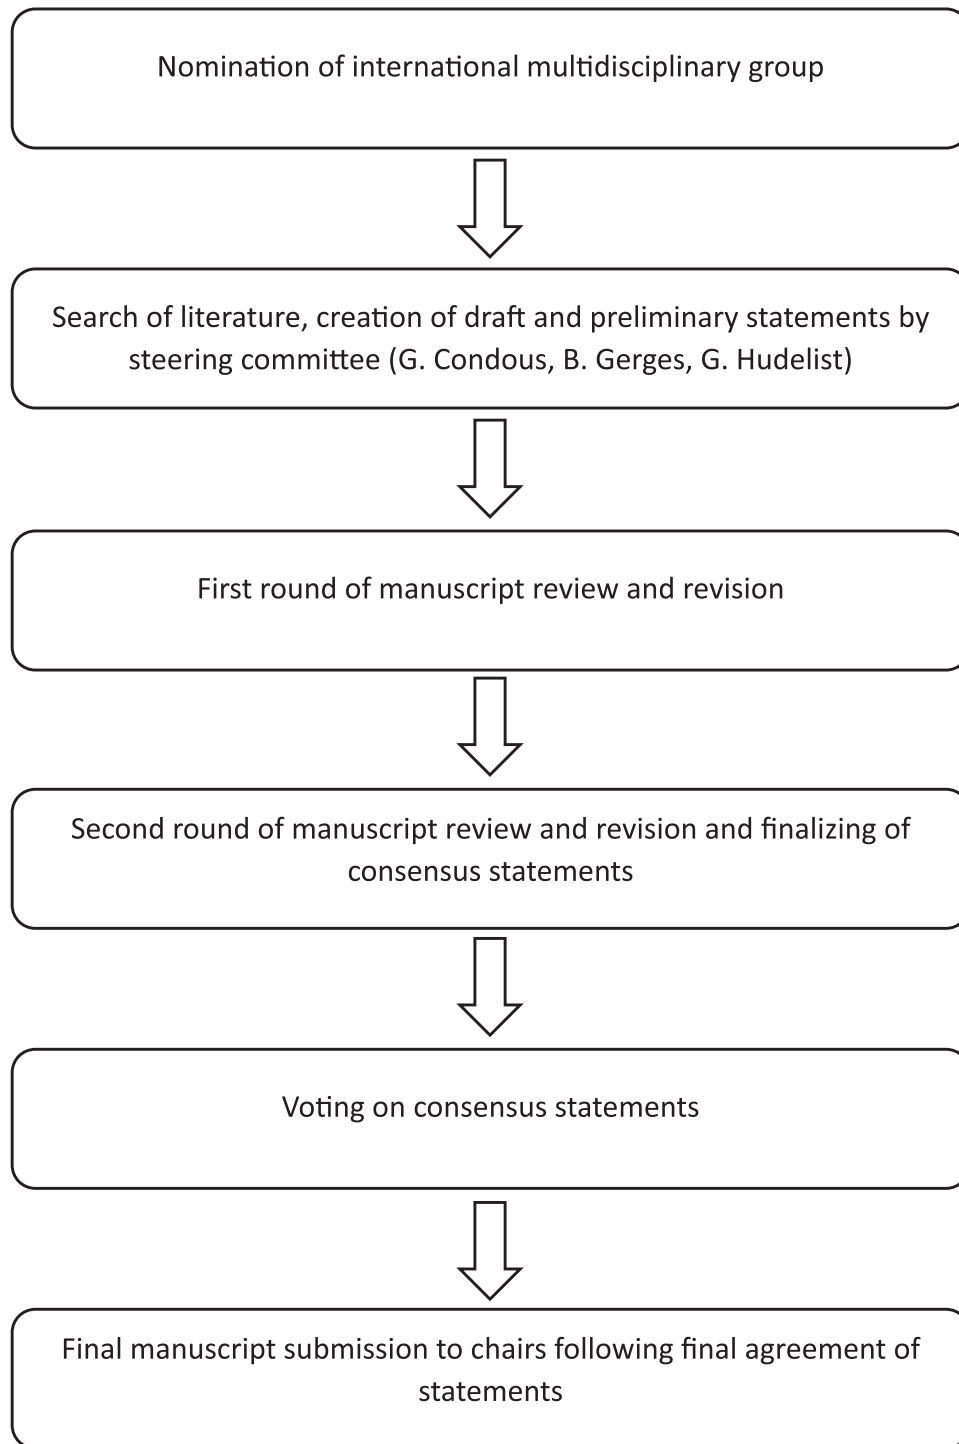 Nomination of international multidisciplinary group
Search of literature, creation of draft and preliminary statements by
steering committee (G. Condous, B. Gerges, G. Hudelist)
First round of manuscript review and revision
Second round of manuscript review and revision and finalizing of
consensus statements
Voting on consensus statements
Final manuscript submission to chairs following final agreement of
statements